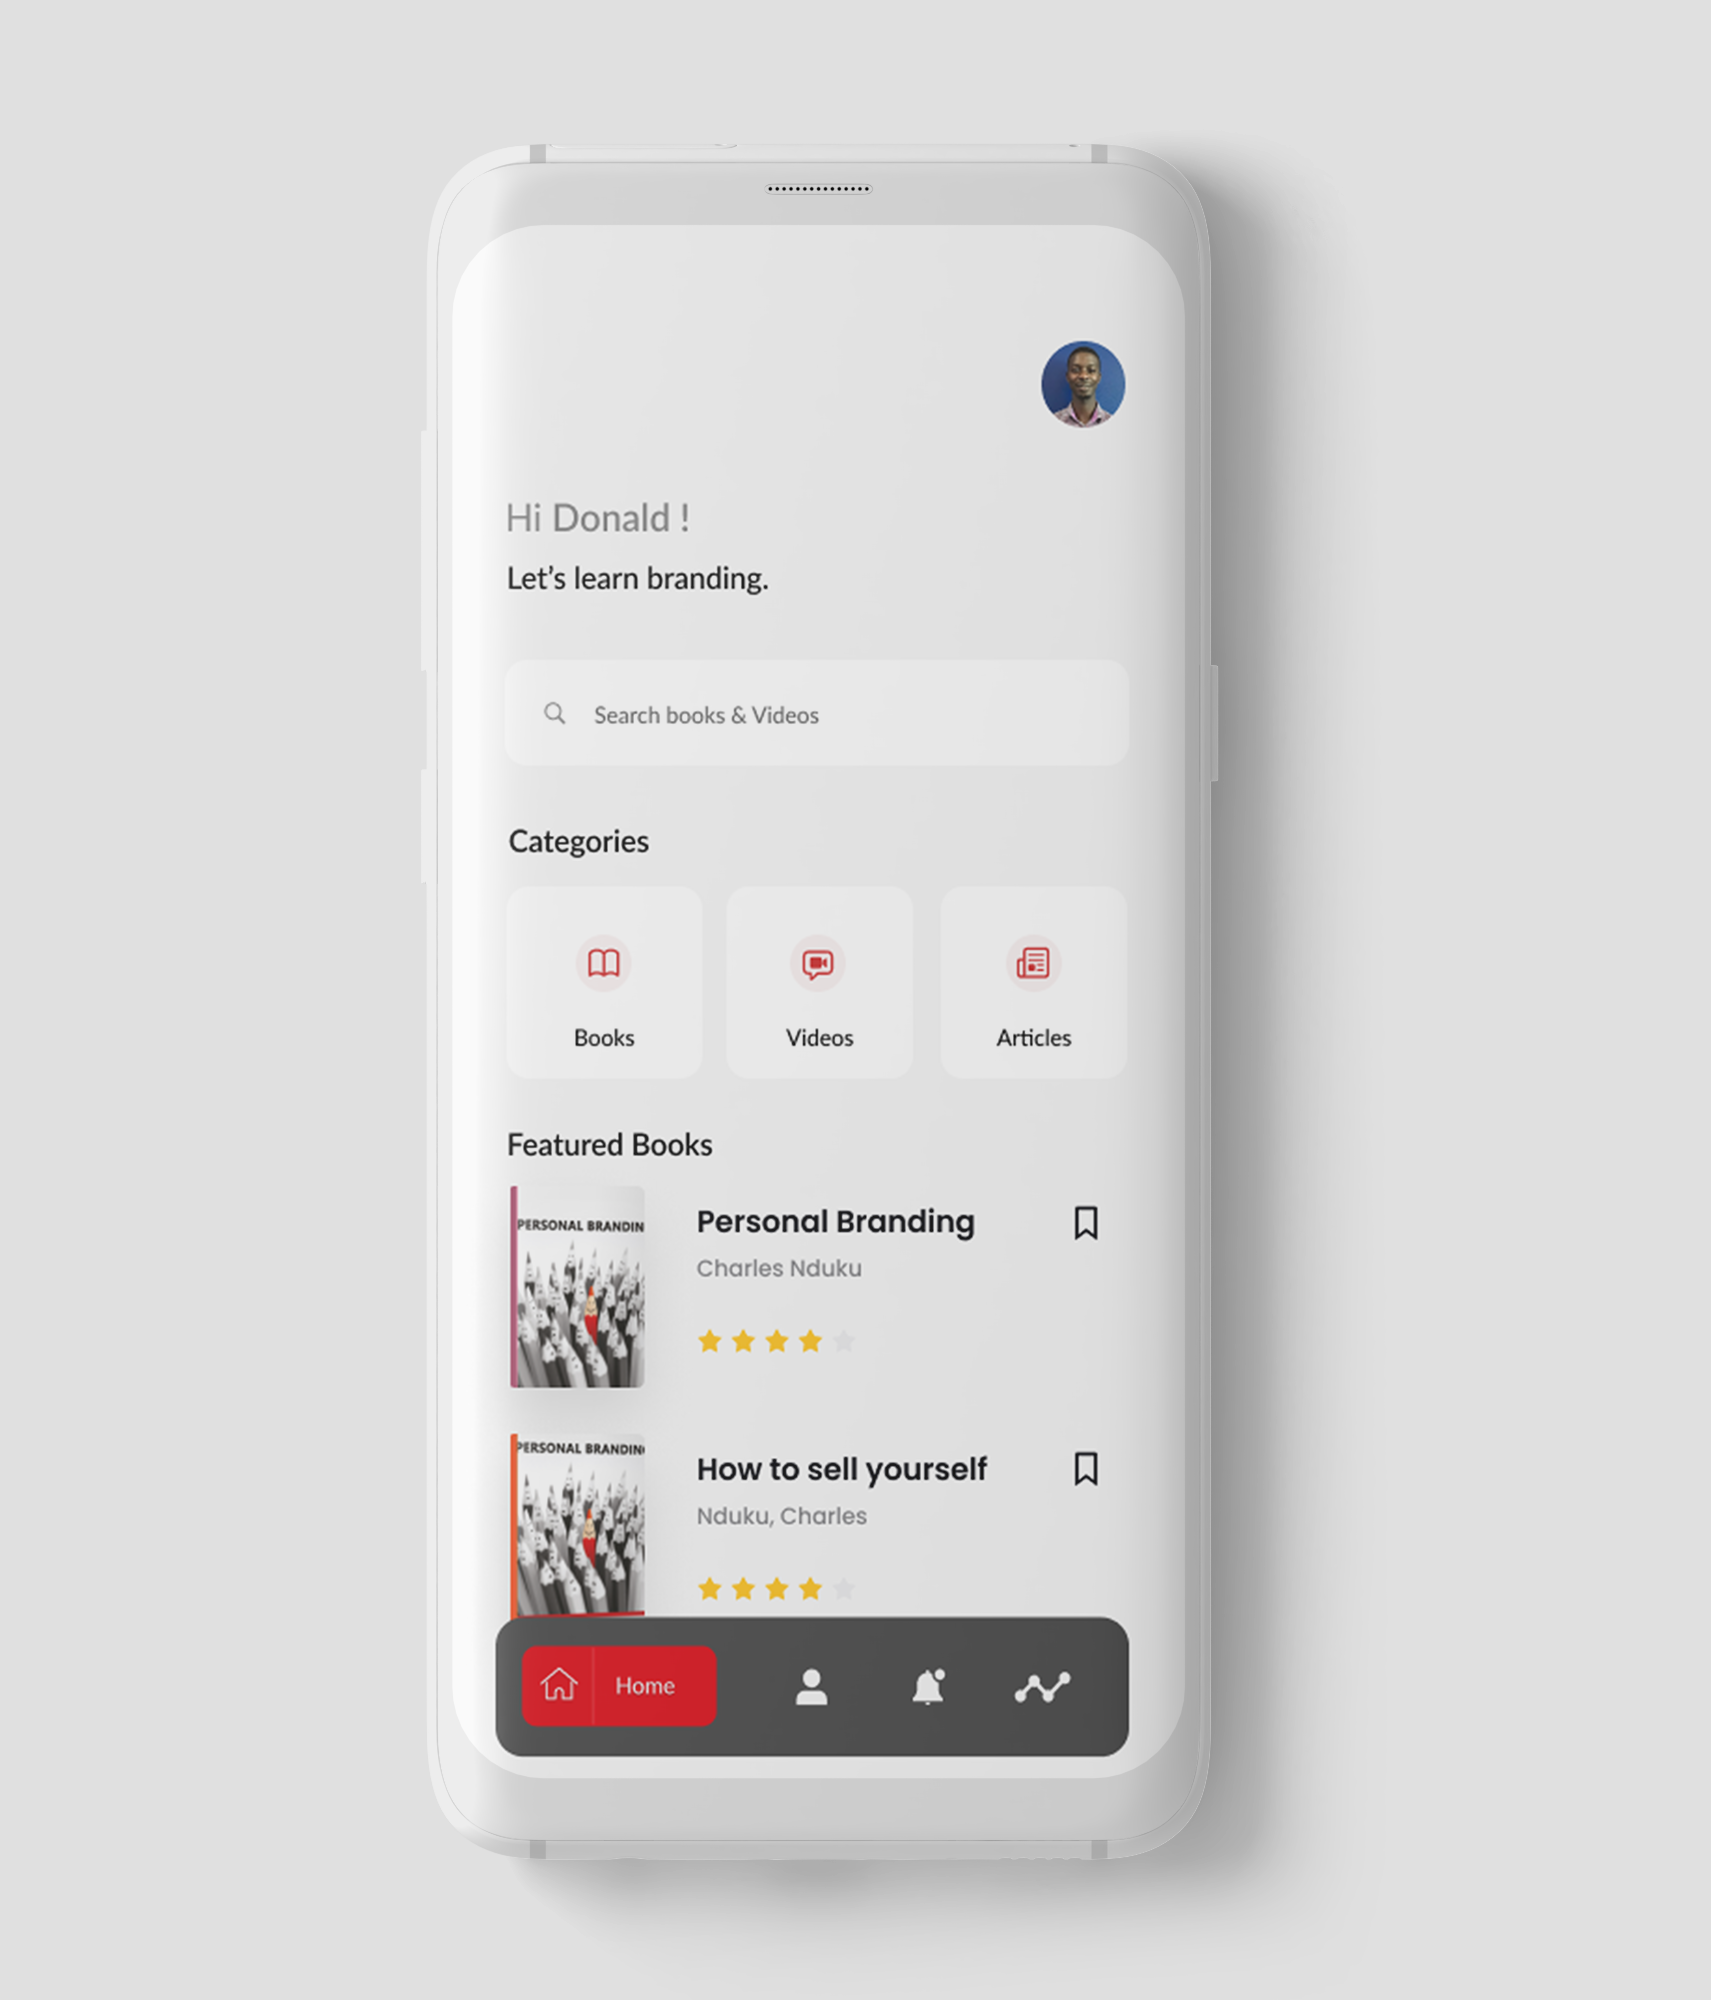 Hi Donald !
Let's learn branding.
Search books & Videos
Categories
Books
Videos
Articles
Featured Books
PERSONAL BRANDIN
Personal Branding
Charles Nduku
PERSONAL BRANDING
How to sell yourself
Nduku, Charles
Home